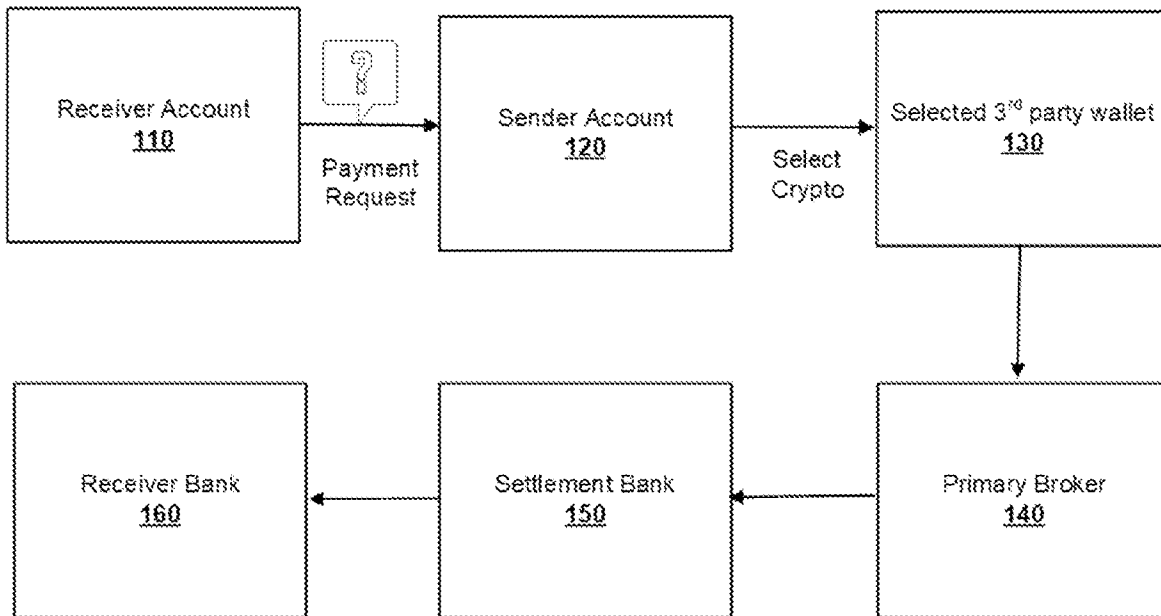 Receiver Account
110
?
Payment
Request
Sender Account
120
Select
Crypto
Selected 3rd party wallet
130
Receiver Bank
160
Settlement Bank
150
Primary Broker
140